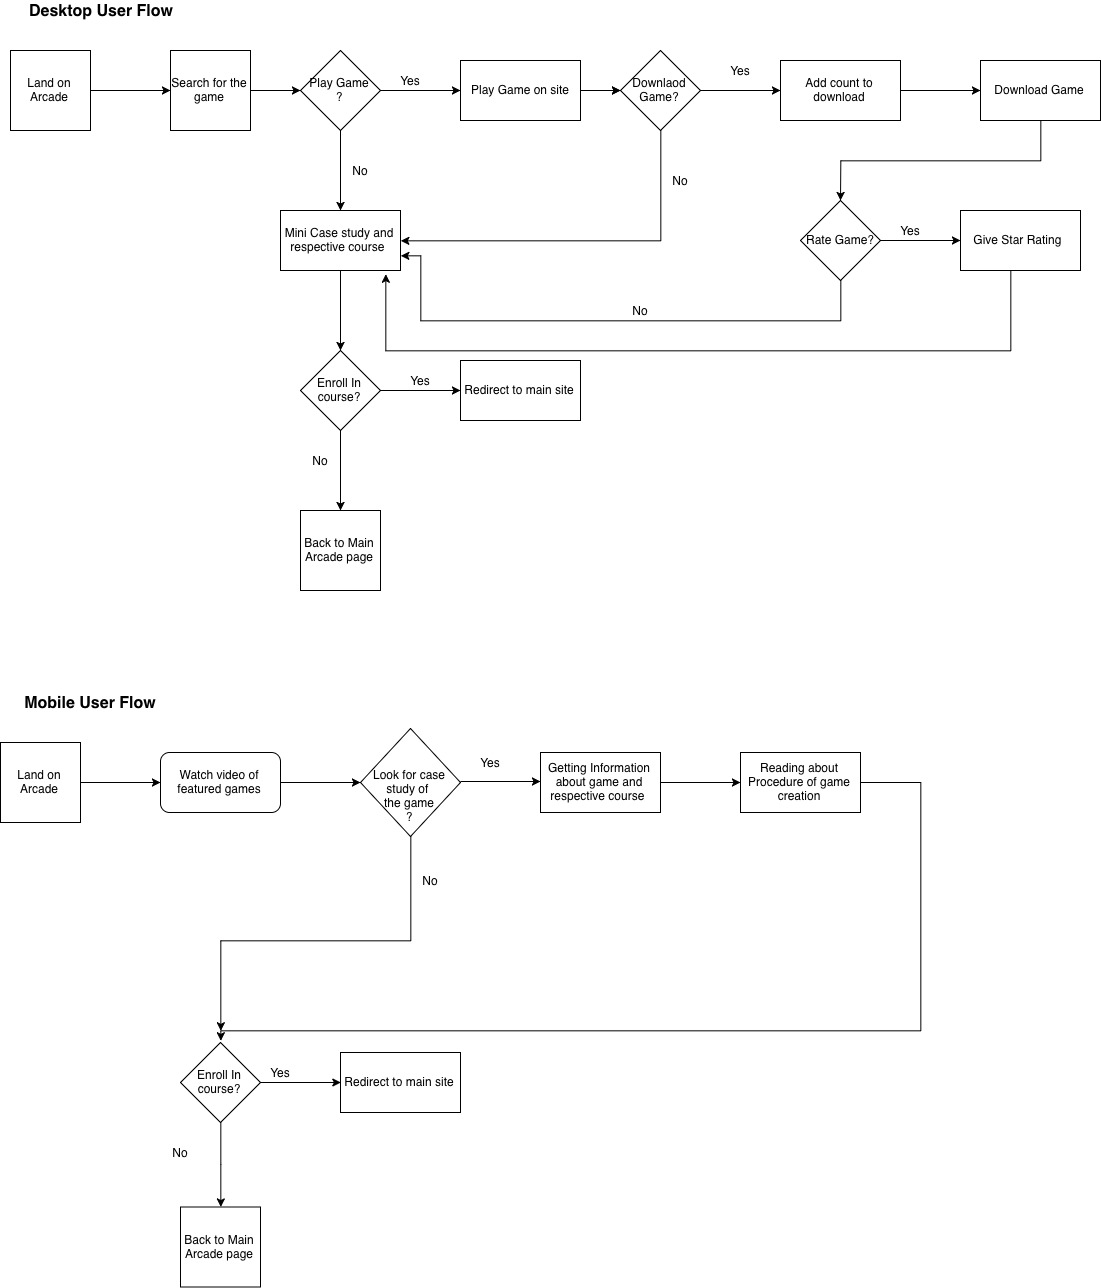 Desktop User Flow
Land on
Arcade
Search for the
game
Play Game
?
Yes
Play Game on site
Downlaod
Game?
Yes
Add count to
download
Download Game
No
No
Mini Case study and
respective course
Rate Game?
Yes
Give Star Rating
No
Enroll In
course?
Yes
Redirect to main site
No
Back to Main
Arcade page
Mobile User Flow
Land on
Arcade
Watch video of
featured games
Look for case
study of
the game
?
Yes
Getting Information
about game and
respective course
Reading about
Procedure of game
creation
No
Enroll In
course?
Yes
Redirect to main site
No
Back to Main
Arcade page